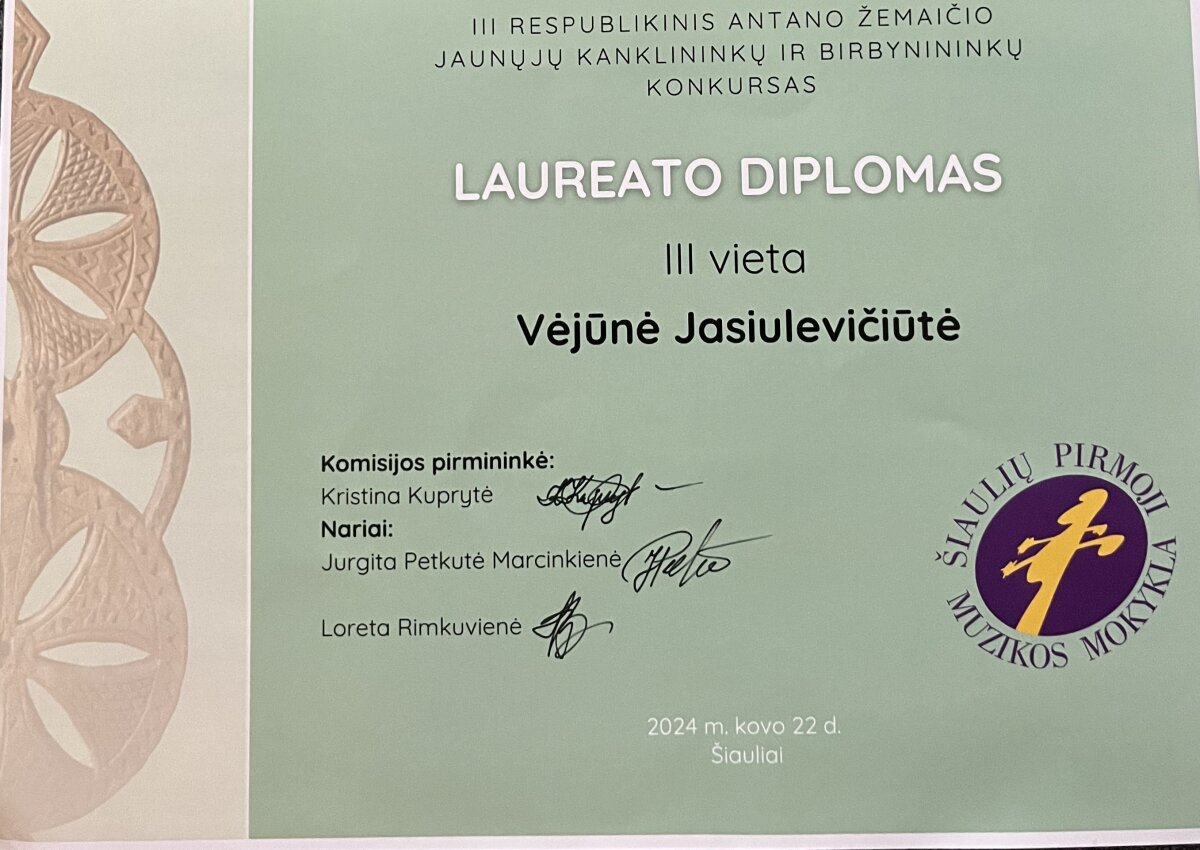 III RESPUBLIKINIS ANTANO ŽEMAIČIO
JAUNŲJŲ KANKLININKŲ IR BIRBYNININKŲ
KONKURSAS
LAUREATO DIPLOMAS
III vieta
Vėjūnė Jasiulevičiūtė
Komisijos pirmininkė:
Kristina Kuprytė
Nariai:
Jurgita Petkutė Marcinkienė
Loreta Rimkuvienė
ŠIAULIŲ PIRMOJI
MUZIKOS MOKYKLA
2024 m. kovo 22 d.
Šiauliai